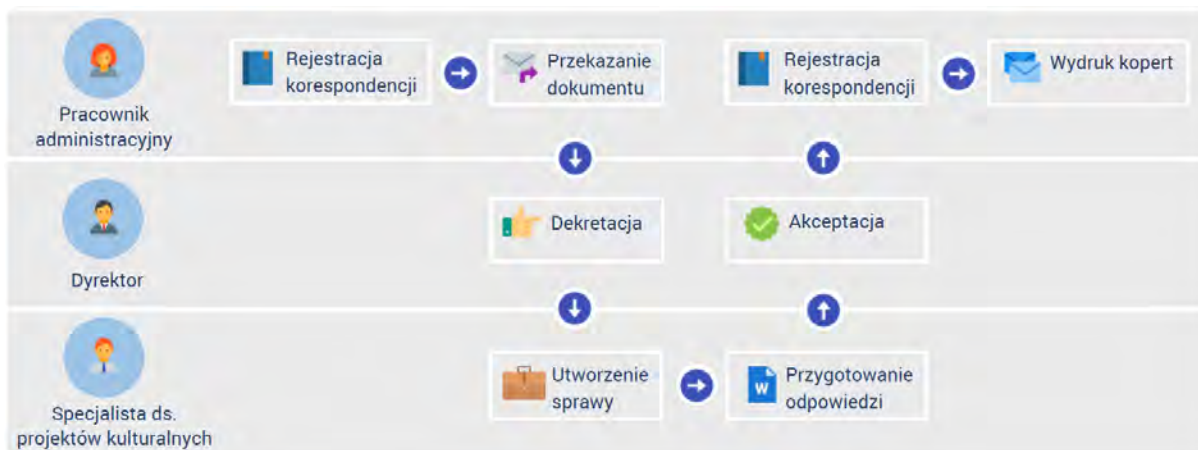 Pracownik
administracyjny
Rejestracja
korespondencji
Przekazanie
dokumentu
Rejestracja
korespondencji
Wydruk kopert
Dyrektor
Dekretacja
Akceptacja
Specjalista ds.
projektów kulturalnych
Utworzenie
sprawy
W
Przygotowanie
odpowiedzi